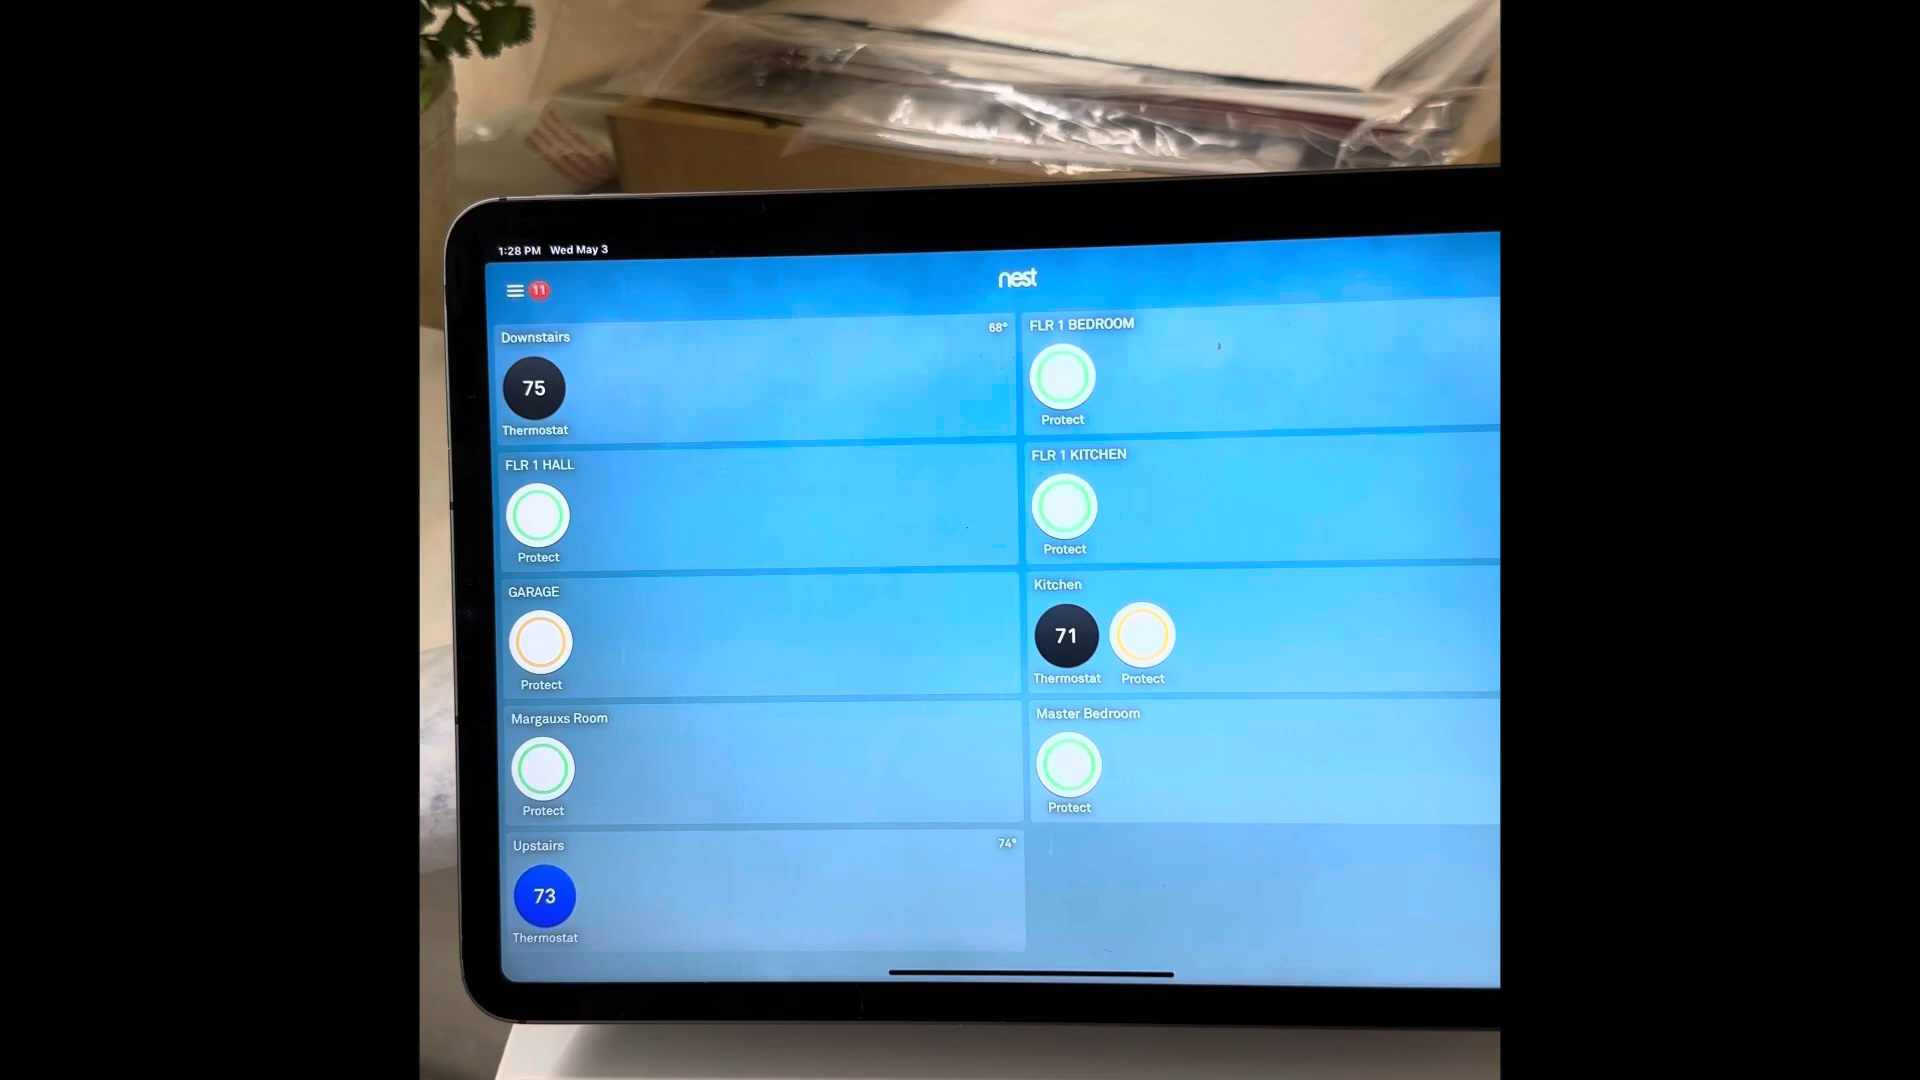 1:28 PM Wed May 3
11
nest
Downstairs
68°
75
Thermostat
FLR 1 BEDROOM
Protect
FLR 1 HALL
Protect
FLR 1 KITCHEN
Protect
GARAGE
Protect
Kitchen
71
Thermostat
Protect
Margauxs Room
Protect
Master Bedroom
Protect
Upstairs
74°
73
Thermostat